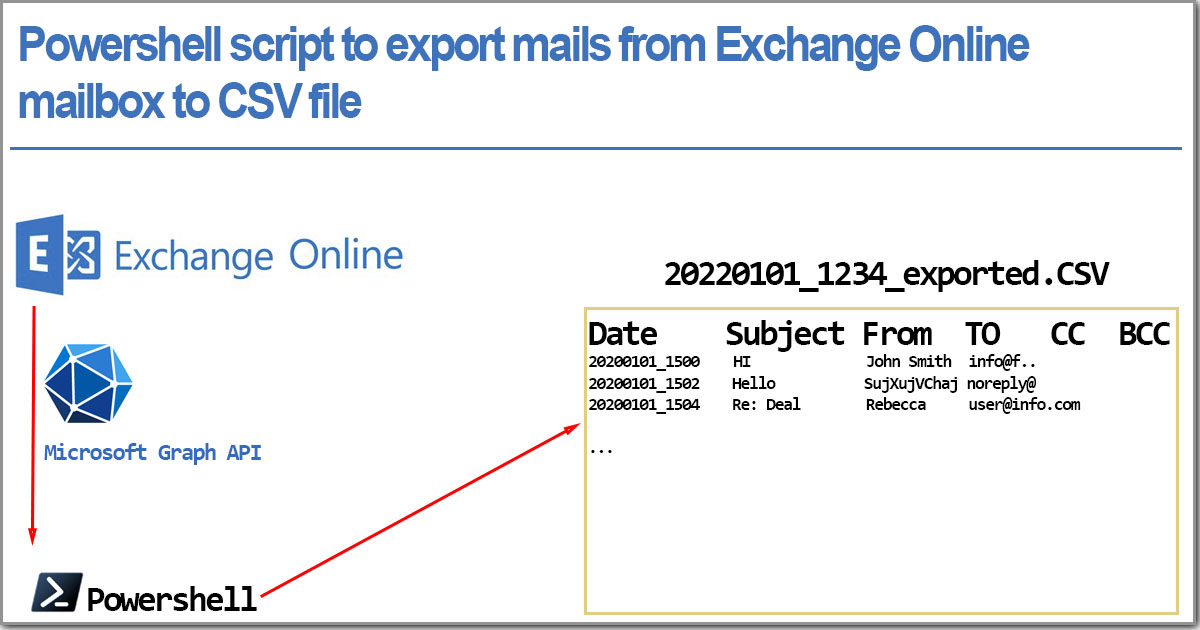 Powershell script to export mails from Exchange Online
mailbox to CSV file
E Exchange Online
20220101_1234_exported.CSV
Date Subject From TO CC BCC
20200101_1500 HI John Smith info@f..
20200101_1502 Hello SujXujVChaj noreply@
20200101_1504 Re: Deal Rebecca user@info.com
...
Microsoft Graph API
Powershell